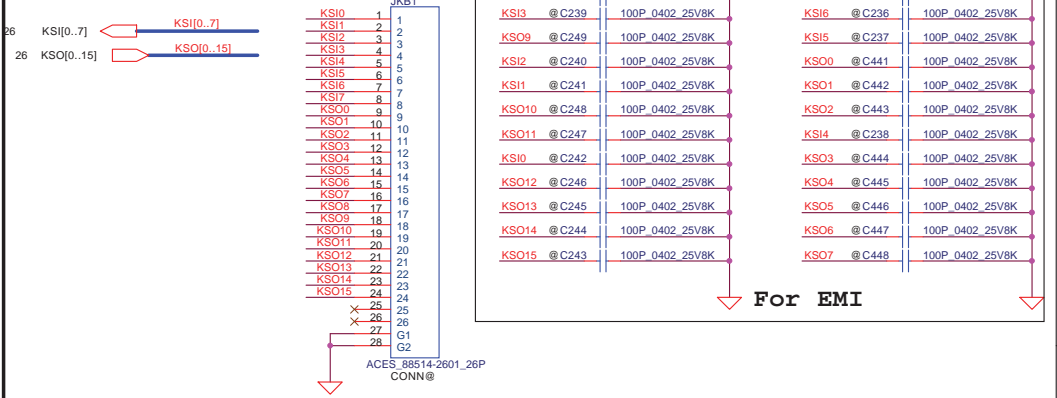 JKB1
26 KSI[0..7] KSI[0..7]
26 KSO[0..15] KSO[0..15]
KSI0 1 1
KSI1 2 2
KSI2 3 3
KSI3 4 4
KSI4 5 5
KSI5 6 6
KSI6 7 7
KSI7 8 8
KSO0 9 9
KSO1 10 10
KSO2 11 11
KSO3 12 12
KSO4 13 13
KSO5 14 14
KSO6 15 15
KSO7 16 16
KSO8 17 17
KSO9 18 18
KSO10 19 19
KSO11 20 20
KSO12 21 21
KSO13 22 22
KSO14 23 23
KSO15 24 24
25 25
26 26
27 G1
28 G2
ACES_88514-2601_26P
CONN@
KSI3 @C239 100P_0402_25V8K
KSO9 @C249 100P_0402_25V8K
KSI2 @C240 100P_0402_25V8K
KSI1 @C241 100P_0402_25V8K
KSO10 @C248 100P_0402_25V8K
KSO11 @C247 100P_0402_25V8K
KSI0 @C242 100P_0402_25V8K
KSO12 @C246 100P_0402_25V8K
KSO13 @C245 100P_0402_25V8K
KSO14 @C244 100P_0402_25V8K
KSO15 @C243 100P_0402_25V8K
KSI6 @C236 100P_0402_25V8K
KSI5 @C237 100P_0402_25V8K
KSO0 @C441 100P_0402_25V8K
KSO1 @C442 100P_0402_25V8K
KSO2 @C443 100P_0402_25V8K
KSI4 @C238 100P_0402_25V8K
KSO3 @C444 100P_0402_25V8K
KSO4 @C445 100P_0402_25V8K
KSO5 @C446 100P_0402_25V8K
KSO6 @C447 100P_0402_25V8K
KSO7 @C448 100P_0402_25V8K
For EMI